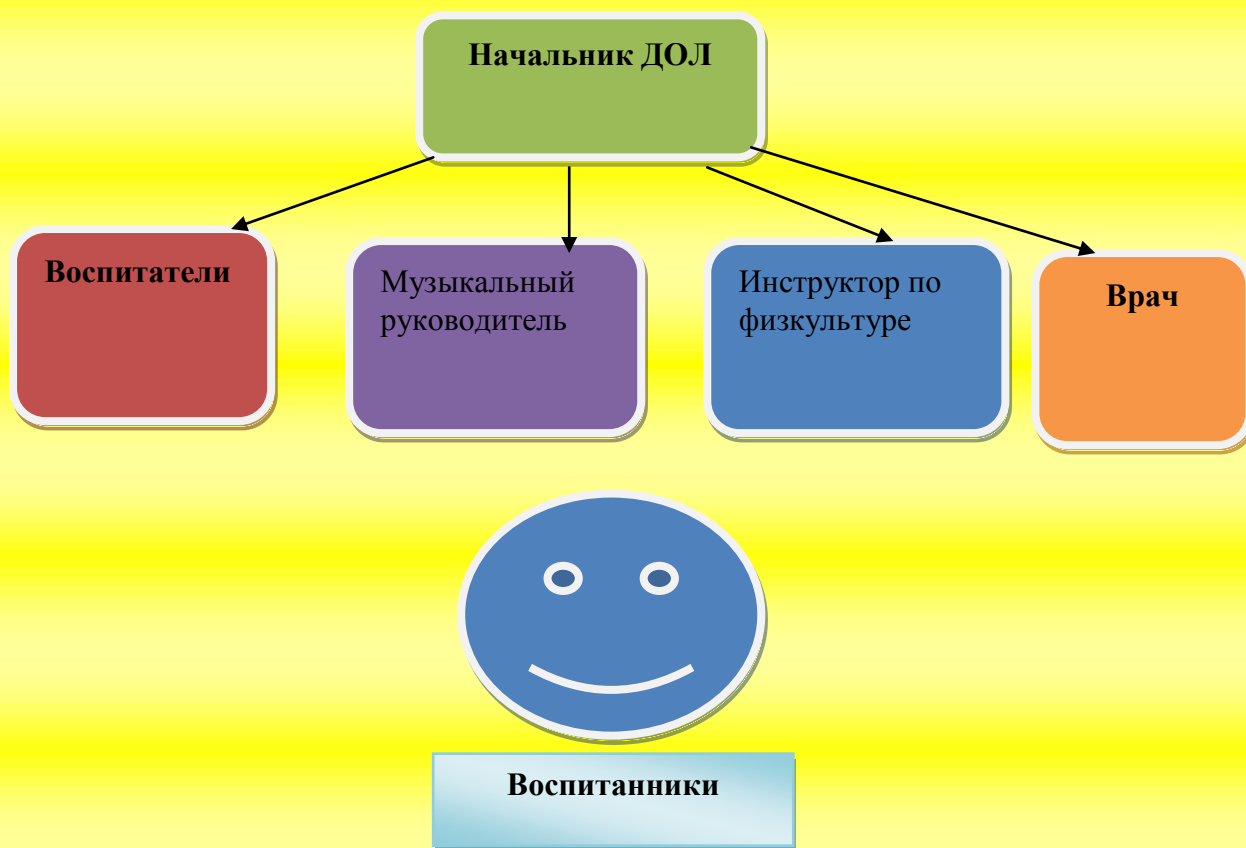 Начальник ДОЛ
Воспитатели
Музыкальный
руководитель
Инструктор по
физкультуре
Врач
Воспитанники